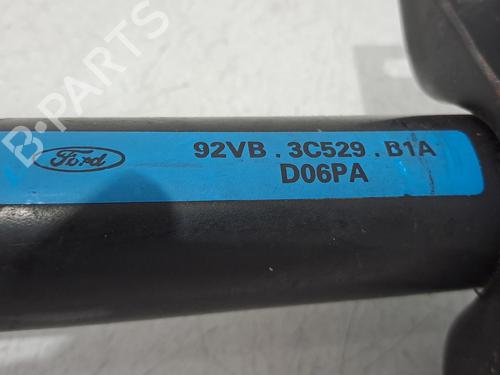 B-PARTS
Ford
92VB . 3C529 . B1A
D06PA